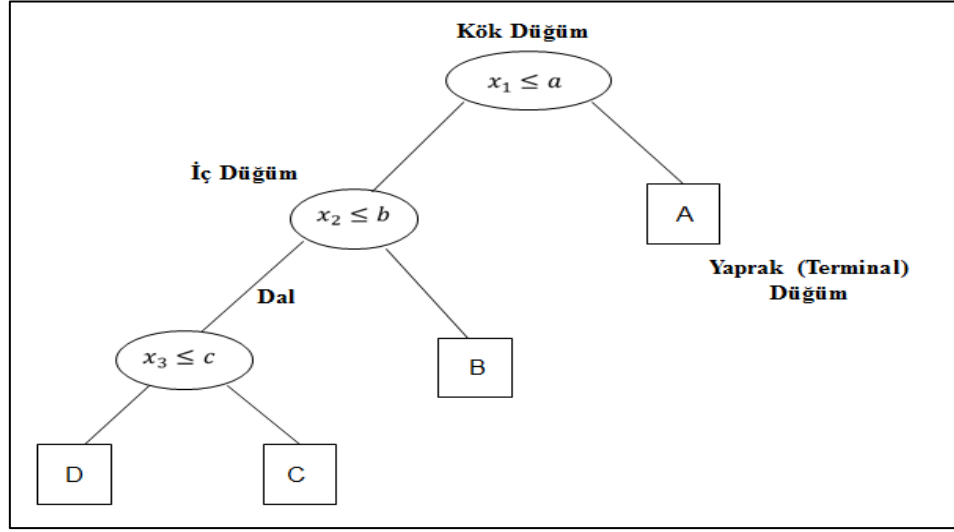 Kök Düğüm
x₁ ≤ a
İç Düğüm
x₂ ≤ b
A
Yaprak (Terminal)
Düğüm
Dal
x₃ ≤ c
B
D
C